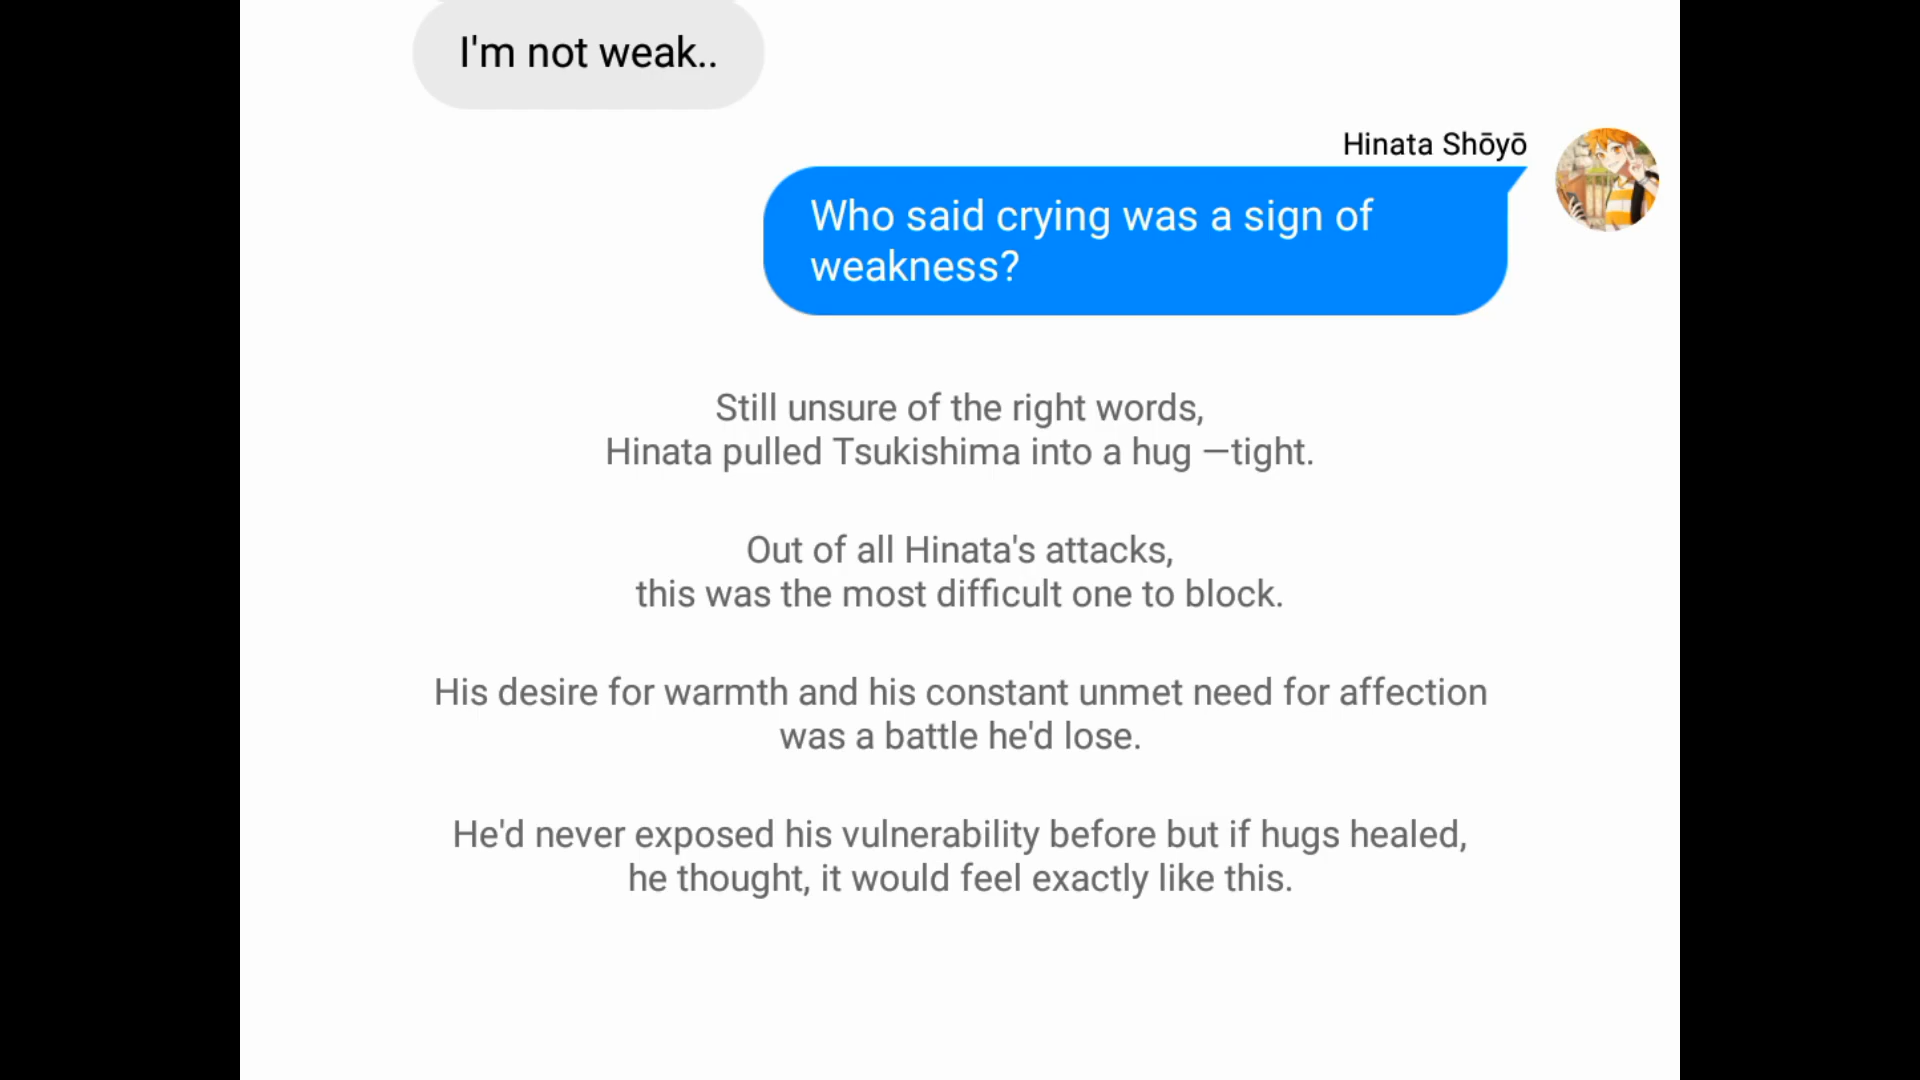 I'm not weak..
Hinata Shōyō
Who said crying was a sign of
weakness?
Still unsure of the right words,
Hinata pulled Tsukishima into a hug —tight.
Out of all Hinata's attacks,
this was the most difficult one to block.
His desire for warmth and his constant unmet need for affection
was a battle he'd lose.
He'd never exposed his vulnerability before but if hugs healed,
he thought, it would feel exactly like this.